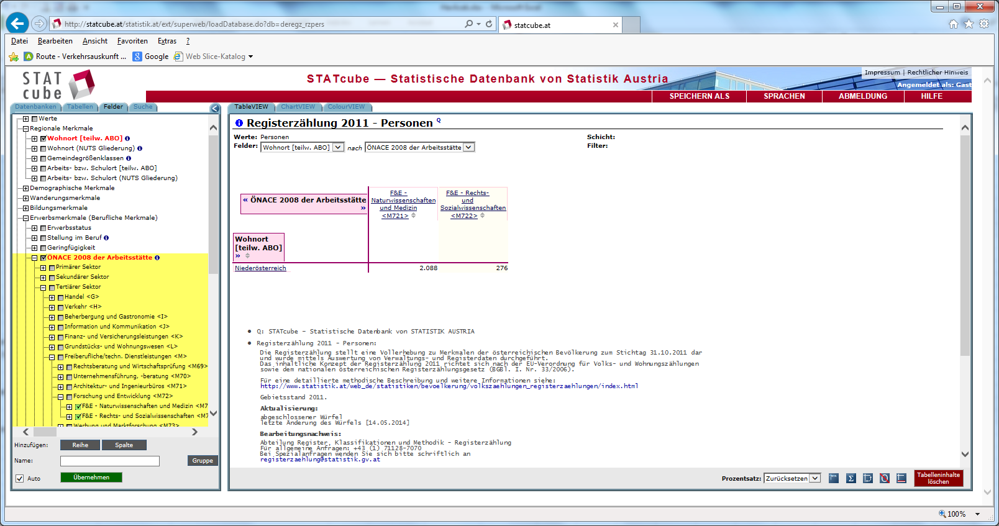 http://statcube.at/statistik.at/ext/superweb/loadDatabase.do?db=deregz_rzpers
statcube.at
Datei Bearbeiten Ansicht Favoriten Extras ?
Route - Verkehrsauskunft ... Google Web Slice-Katalog
STAT
cube
STATcube — Statistische Datenbank von Statistik Austria
Impressum | Rechtlicher Hinweis
Angemeldet als: Gast
SPEICHERN ALS SPRACHEN ABMELDUNG HILFE
Datenbanken Tabellen Felder Suche
Werte
Regionale Merkmale
Wohnort [teilw. ABO]
Wohnort (NUTS Gliederung)
Gemeindegrößenklassen
Arbeits- bzw. Schulort [teilw. ABO]
Arbeits- bzw. Schulort (NUTS Gliederung)
Demographische Merkmale
Wanderungsmerkmale
Bildungsmerkmale
Erwerbsmerkmale (Berufliche Merkmale)
Erwerbsstatus
Stellung im Beruf
Geringfügigkeit
ÖNACE 2008 der Arbeitsstätte
Primärer Sektor
Sekundärer Sektor
Tertiärer Sektor
Handel <G>
Verkehr <H>
Beherbergung und Gastronomie <I>
Information und Kommunikation <J>
Finanz- und Versicherungsleistungen <K>
Grundstücks- und Wohnungswesen <L>
Freiberufliche/techn. Dienstleistungen <M>
Rechtsberatung und Wirtschaftsprüfung <M69>
Unternehmensführung, -beratung <M70>
Architektur- und Ingenieurbüros <M71>
Forschung und Entwicklung <M72>
F&E - Naturwissenschaften und Medizin <M7
F&E - Rechts- und Sozialwissenschaften <M7
Werbung und Marktforschung <M73>
Hinzufügen: Reihe Spalte
Name: Gruppe
Auto Übernehmen
TableVIEW ChartVIEW ColourVIEW
Registerzählung 2011 - Personen Q
Werte: Personen
Felder: Wohnort [teilw. ABO] nach ÖNACE 2008 der Arbeitsstätte
Schicht:
Filter:
« ÖNACE 2008 der Arbeitsstätte
»
F&E -
Naturwissenschaften
und Medizin
<M721>
F&E - Rechts-
und
Sozialwissenschaften
<M722>
Wohnort
[teilw. ABO]
»
Niederösterreich 2.088 276
• Q: STATcube – Statistische Datenbank von STATISTIK AUSTRIA
• Registerzählung 2011 - Personen:
Die Registerzählung stellt eine Vollerhebung zu Merkmalen der österreichischen Bevölkerung zum Stichtag 31.10.2011 dar
und wurde mittels Auswertung von Verwaltungs- und Registerdaten durchgeführt.
Das inhaltliche Konzept der Registerzählung 2011 richtet sich nach der EU-Verordnung für Volks- und Wohnungszählungen
sowie dem nationalen österreichischen Registerzählungsgesetz (BGBl. I. Nr. 33/2006).
Für eine detaillierte methodische Beschreibung und weitere Informationen siehe:
http://www.statistik.at/web_de/statistiken/bevoelkerung/volkszaehlungen_registerzaehlungen/index.html
Gebietsstand 2011.
Aktualisierung:
abgeschlossener Würfel
letzte Änderung des Würfels [14.05.2014]
Bearbeitungsnachweis:
Abteilung Register, Klassifikationen und Methodik - Registerzählung
Für allgemeine Anfragen: +43 (1) 71128-7070
Bei Spezialanfragen wenden Sie sich bitte schriftlich an
registerzaehlung@statistik.gv.at
Prozentsatz: Zurücksetzen
Tabelleninhalte
löschen
100%